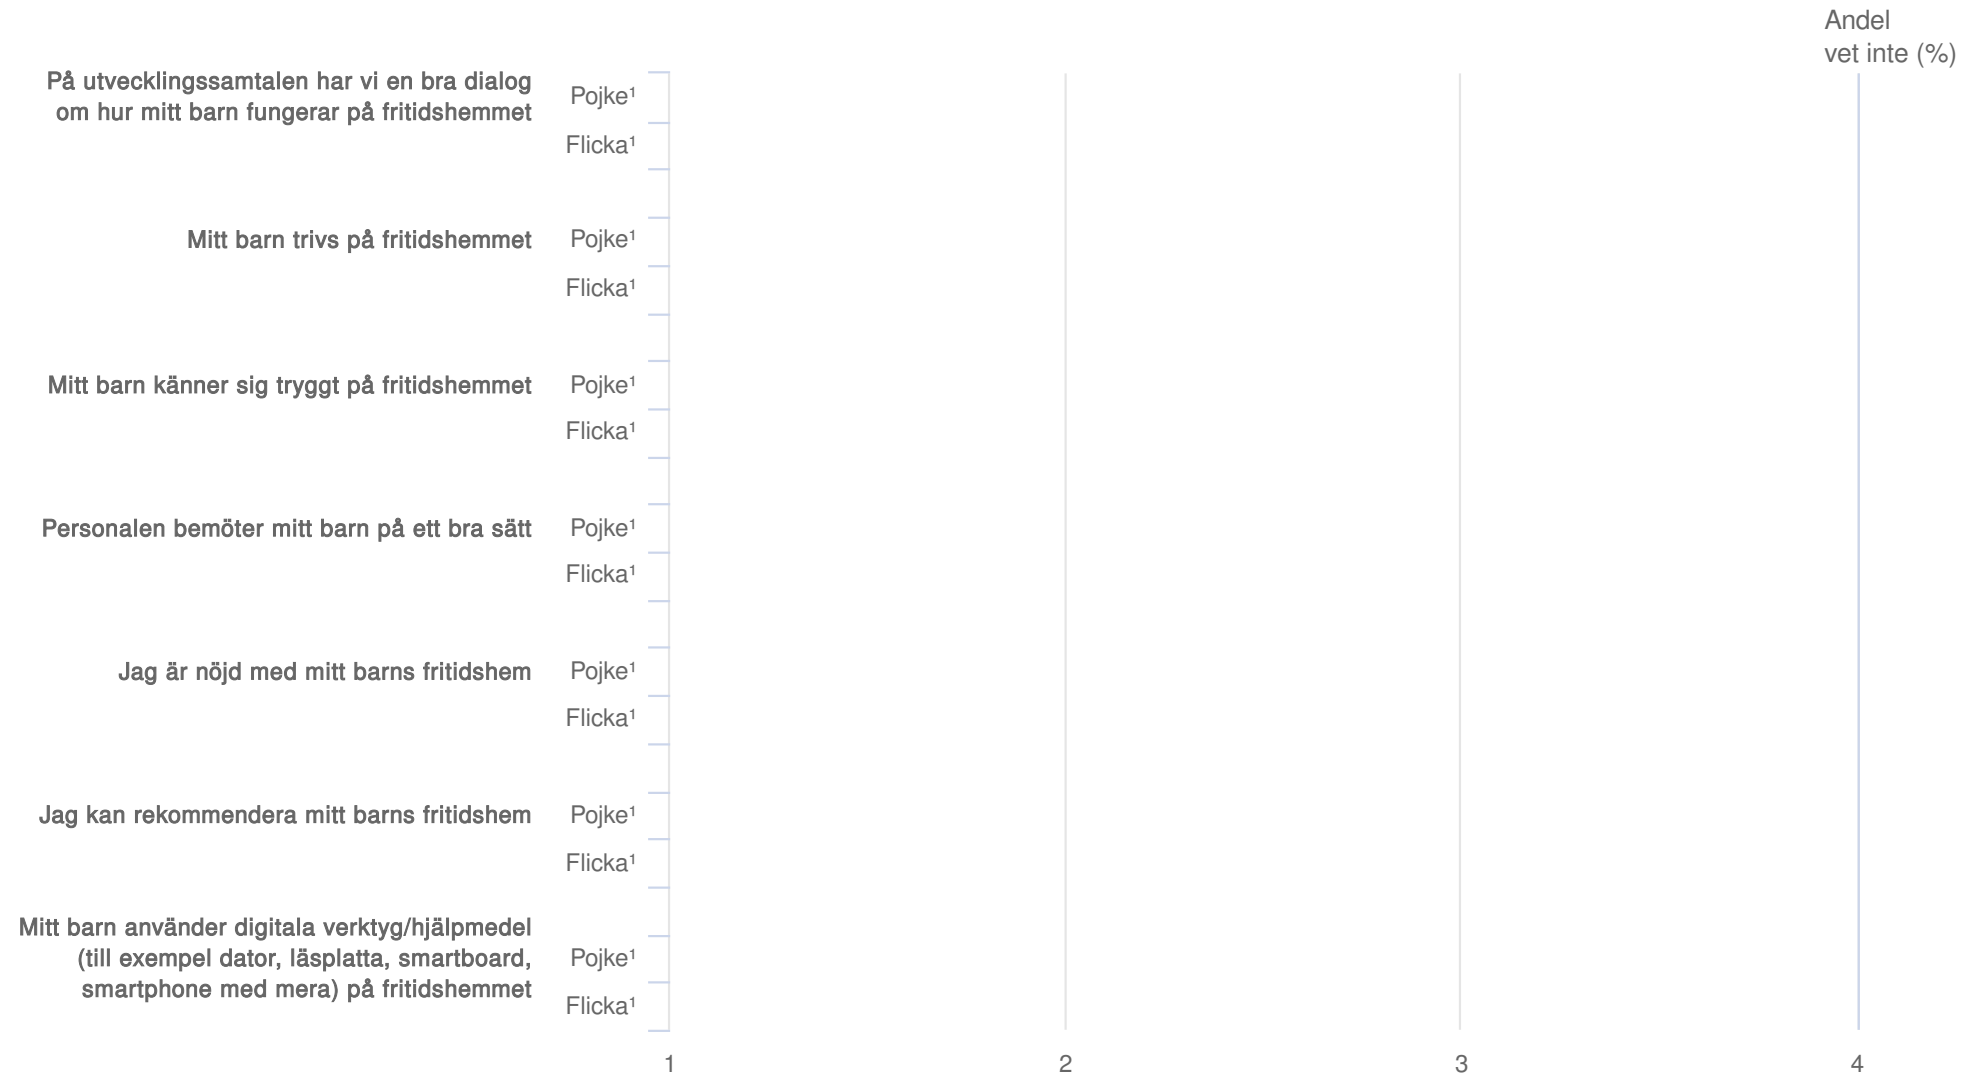 Andel
vet inte (%)
På utvecklingssamtalen har vi en bra dialog
om hur mitt barn fungerar på fritidshemmet
Pojke¹
Flicka¹
Mitt barn trivs på fritidshemmet
Pojke¹
Flicka¹
Mitt barn känner sig tryggt på fritidshemmet
Pojke¹
Flicka¹
Personalen bemöter mitt barn på ett bra sätt
Pojke¹
Flicka¹
Jag är nöjd med mitt barns fritidshem
Pojke¹
Flicka¹
Jag kan rekommendera mitt barns fritidshem
Pojke¹
Flicka¹
Mitt barn använder digitala verktyg/hjälpmedel
(till exempel dator, läsplatta, smartboard,
smartphone med mera) på fritidshemmet
Pojke¹
Flicka¹
1 2 3 4